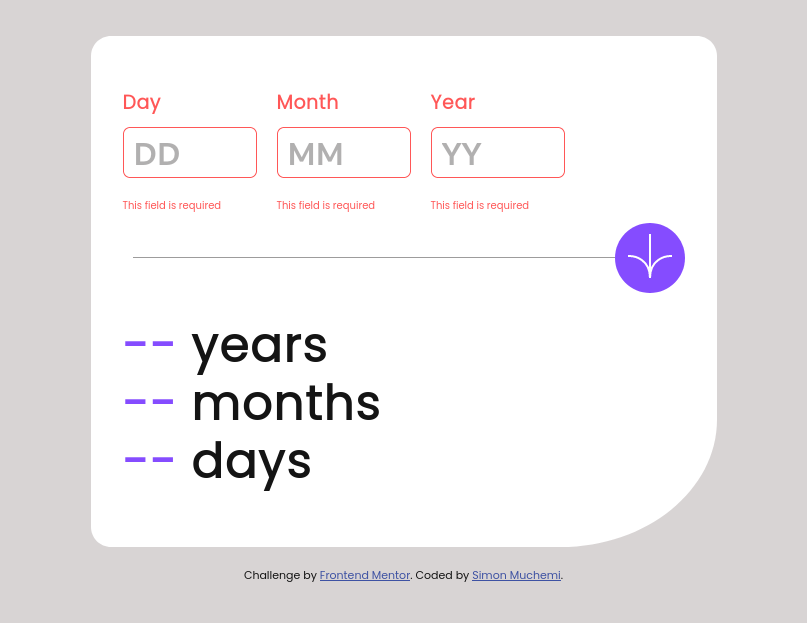 Day Month Year
DD MM YY
This field is required This field is required This field is required
-- years
-- months
-- days
Challenge by Frontend Mentor. Coded by Simon Muchemi.